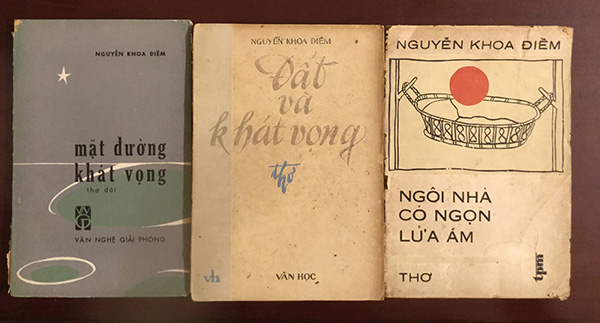 NGUYỄN KHOA ĐIỀM
mặt đường
khát vọng
thơ dài
VNGP
VĂN NGHỆ GIẢI PHÓNG
NGUYỄN KHOA ĐIỀM
Đất
và
khát vọng
thơ
vh
VĂN HỌC
NGUYỄN KHOA ĐIỀM
NGÔI NHÀ
CÓ NGỌN
LỬA ẤM
THƠ
tpm